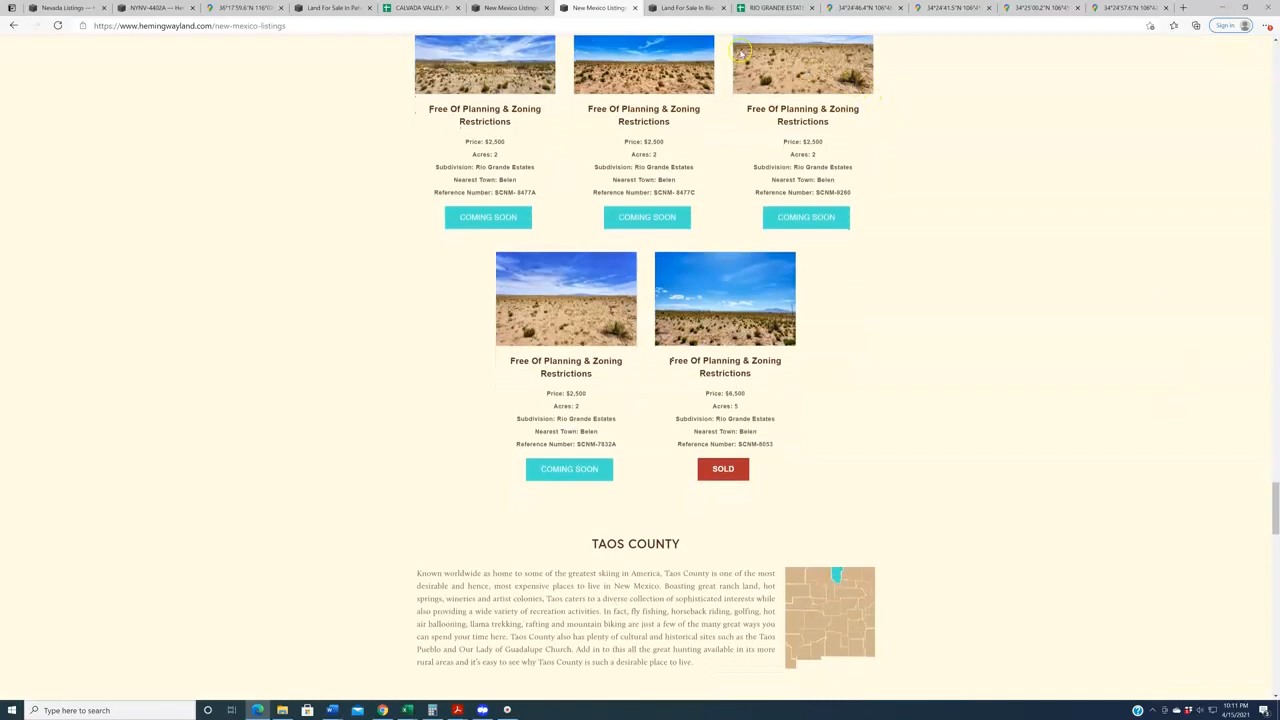 Nevada Listings — H
NYNV-4402A — He
36°17'59.6"N 116°0
Land For Sale In Pah
CALVADA VALLEY, P
New Mexico Listings
New Mexico Listings
Land For Sale In Rio
RIO GRANDE ESTATE
34°24'46.4"N 106°4
34°24'41.5"N 106°4
34°25'00.2"N 106°4
34°24'57.6"N 106°4
https://www.hemingwayland.com/new-mexico-listings
Sign in
Free Of Planning & Zoning
Restrictions
Price: $2,500
Acres: 2
Subdivision: Rio Grande Estates
Nearest Town: Belen
Reference Number: SCNM- 8477A
COMING SOON
Free Of Planning & Zoning
Restrictions
Price: $2,500
Acres: 2
Subdivision: Rio Grande Estates
Nearest Town: Belen
Reference Number: SCNM- 8477C
COMING SOON
Free Of Planning & Zoning
Restrictions
Price: $2,500
Acres: 2
Subdivision: Rio Grande Estates
Nearest Town: Belen
Reference Number: SCNM-9260
COMING SOON
Free Of Planning & Zoning
Restrictions
Price: $2,500
Acres: 2
Subdivision: Rio Grande Estates
Nearest Town: Belen
Reference Number: SCNM-7832A
COMING SOON
Free Of Planning & Zoning
Restrictions
Price: $6,500
Acres: 5
Subdivision: Rio Grande Estates
Nearest Town: Belen
Reference Number: SCNM-8053
SOLD
TAOS COUNTY
Known worldwide as home to some of the greatest skiing in America, Taos County is one of the most
desirable and hence, most expensive places to live in New Mexico. Boasting great ranch land, hot
springs, wineries and artist colonies, Taos caters to a diverse collection of sophisticated interests while
also providing a wide variety of recreation activities. In fact, fly fishing, horseback riding, golfing, hot
air ballooning, llama trekking, rafting and mountain biking are just a few of the many great ways you
can spend your time here. Taos County also has plenty of cultural and historical sites such as the Taos
Pueblo and Our Lady of Guadalupe Church. Add in to this all the great hunting available in its more
rural areas and it's easy to see why Taos County is such a desirable place to live.
Type here to search
10:11 PM
4/15/2021